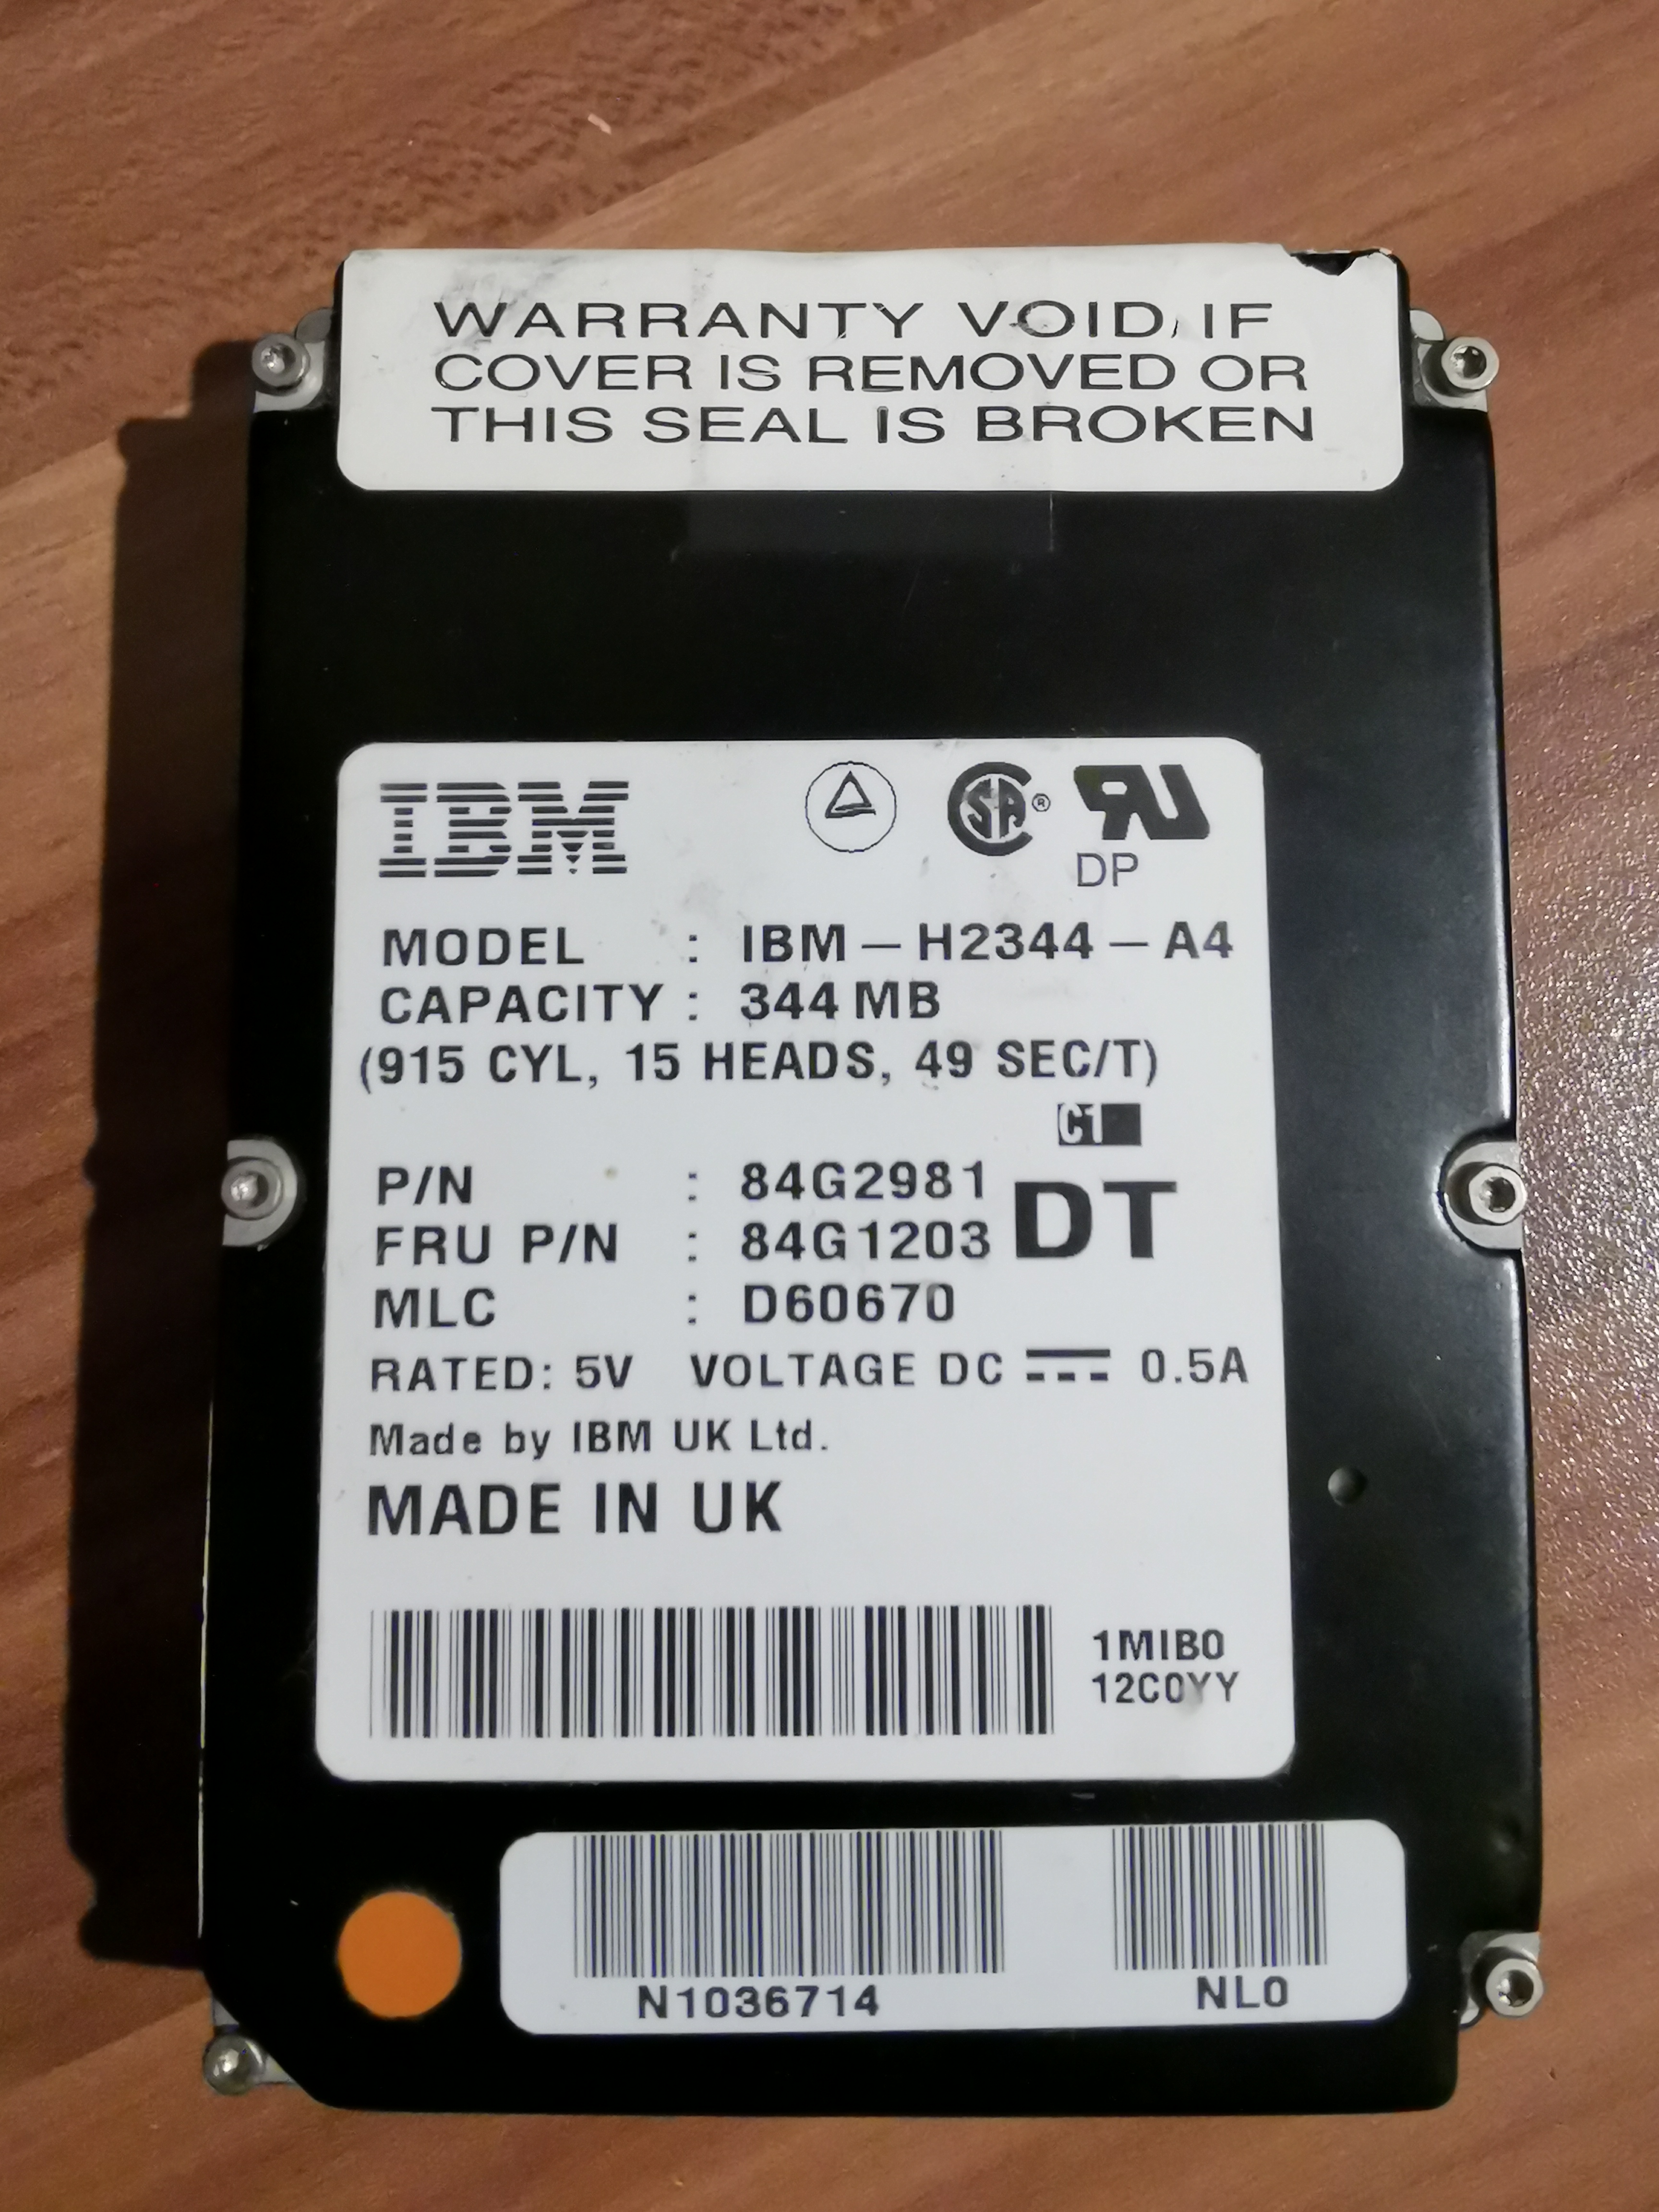 WARRANTY VOID IF
COVER IS REMOVED OR
THIS SEAL IS BROKEN
IBM
SA ®
DP
MODEL : IBM – H2344 – A4
CAPACITY : 344 MB
(915 CYL, 15 HEADS, 49 SEC/T)
C1
P/N : 84G2981
FRU P/N : 84G1203
DT
MLC : D60670
RATED: 5V VOLTAGE DC 0.5A
Made by IBM UK Ltd.
MADE IN UK
1MIB0
12C0YY
N1036714
NL0